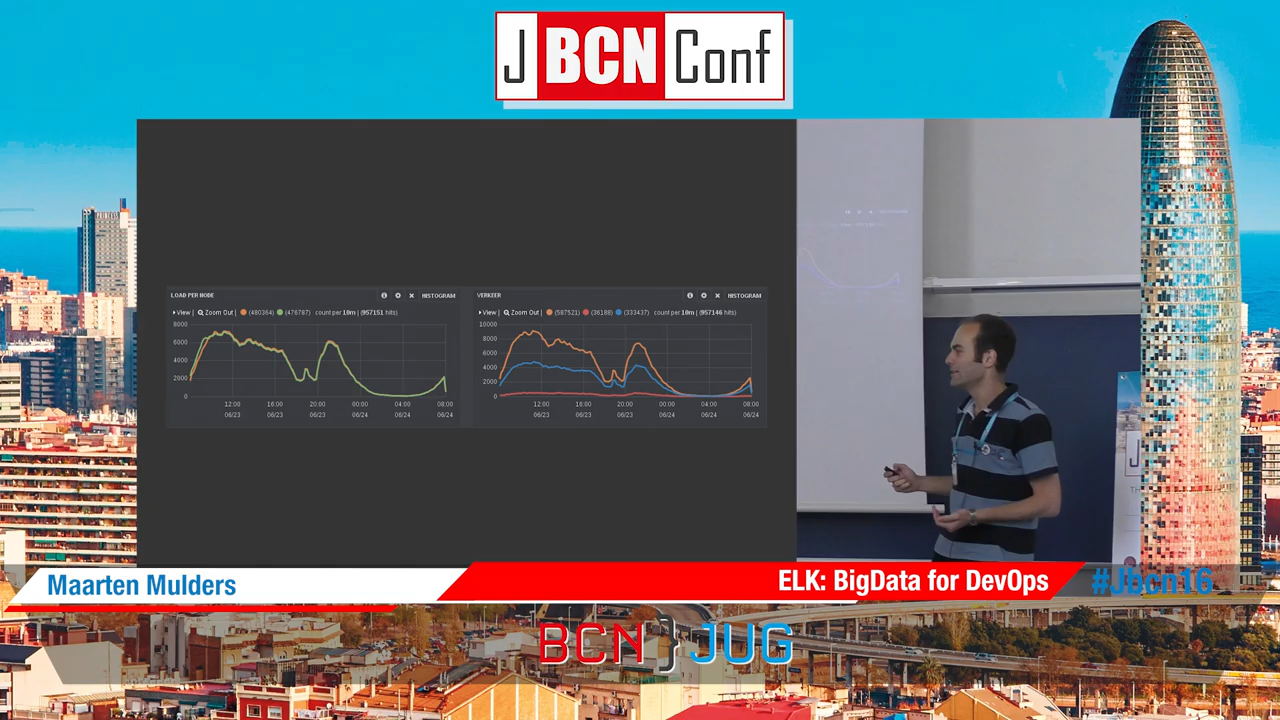 J BCN Conf
LOAD PER NODE
HISTOGRAM
View | Zoom Out | (480364) (476787) count per 10m | (957151 hits)
8000
6000
4000
2000
0
12:00 16:00 20:00 00:00 04:00 08:00
06/23 06/23 06/23 06/24 06/24 06/24
VERKEER
HISTOGRAM
View | Zoom Out | (587521) (36188) (333437) count per 10m | (957146 hits)
10000
8000
6000
4000
2000
0
12:00 16:00 20:00 00:00 04:00 08:00
06/23 06/23 06/23 06/24 06/24 06/24
Maarten Mulders
ELK: BigData for DevOps
#Jbcn16
BCN}JUG